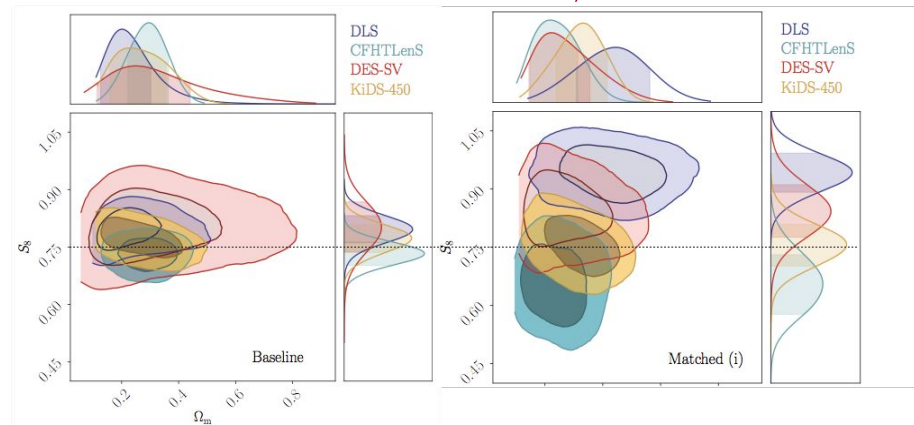 DLS
CFHTLenS
DES-SV
KiDS-450
1.05
0.90
0.75
0.60
0.45
S8
Baseline
0.2
0.4
0.6
0.8
Ωm
DLS
CFHTLenS
DES-SV
KiDS-450
1.05
0.90
0.75
0.60
0.45
S8
Matched (i)